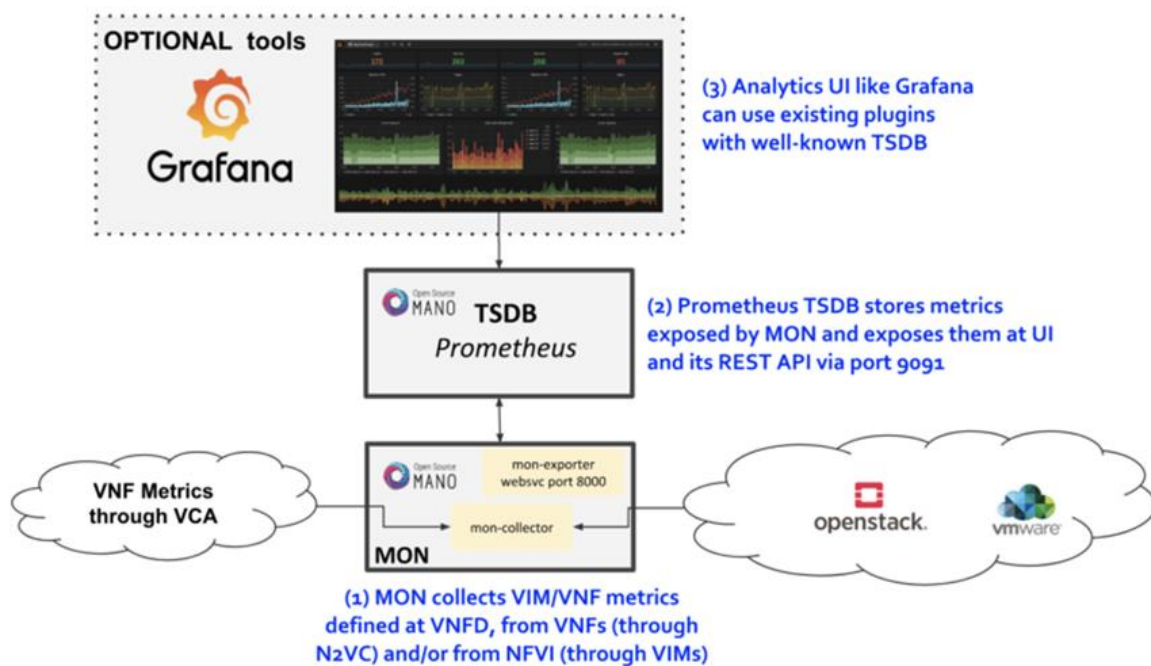 OPTIONAL tools
Grafana
(3) Analytics UI like Grafana
can use existing plugins
with well-known TSDB
Open Source
MANO
TSDB
Prometheus
(2) Prometheus TSDB stores metrics
exposed by MON and exposes them at UI
and its REST API via port 9091
VNF Metrics
through VCA
Open Source
MANO
mon-exporter
websvc port 8000
mon-collector
MON
openstack.
vmware
(1) MON collects VIM/VNF metrics
defined at VNFD, from VNFs (through
N2VC) and/or from NFVI (through VIMs)